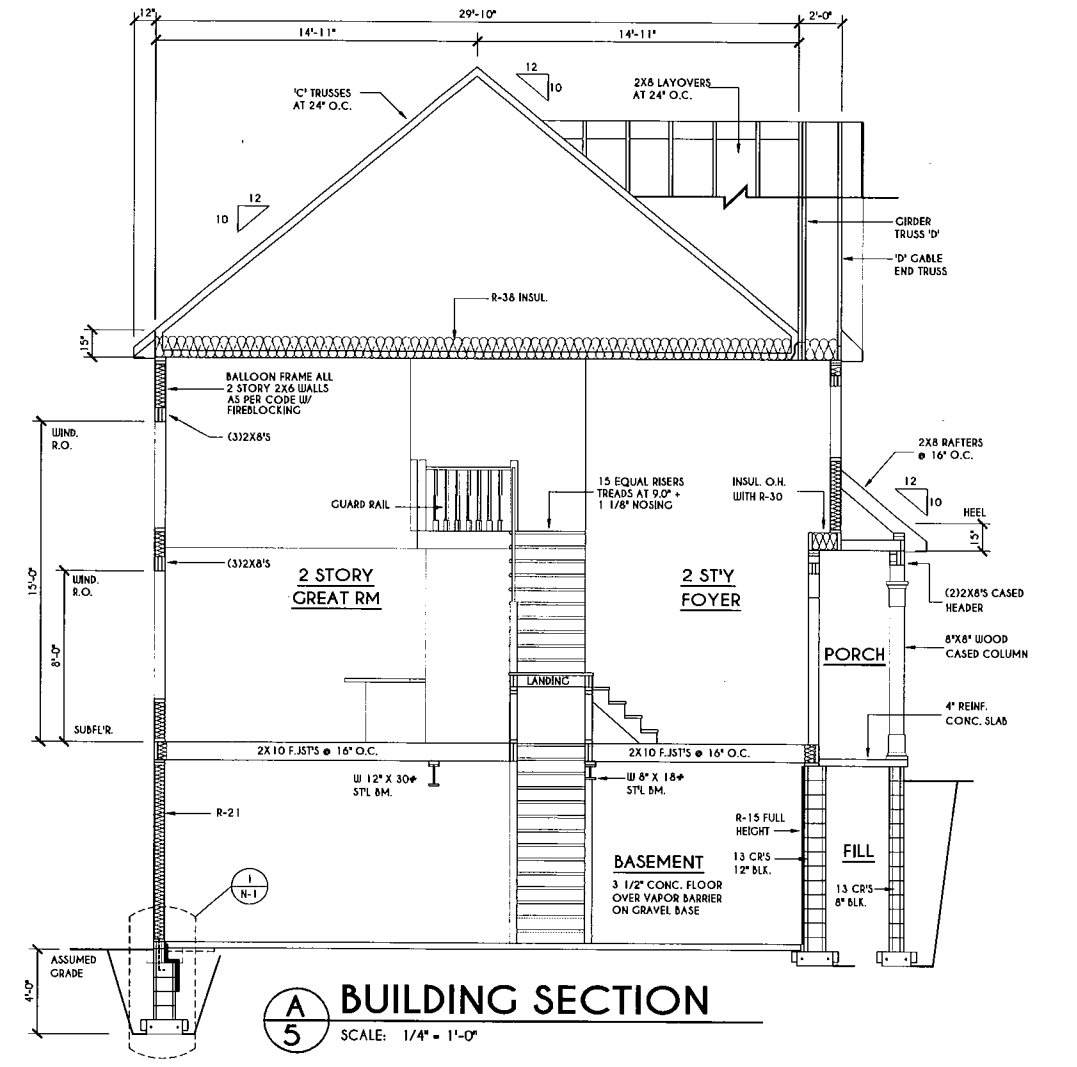 12"
29'-10"
2'-0"
14'-11"
14'-11"
12
10
'C' TRUSSES
AT 24" O.C.
2X8 LAYOVERS
AT 24" O.C.
12
10
GIRDER
TRUSS 'D'
'D' GABLE
END TRUSS
R-38 INSUL.
15"
BALLOON FRAME ALL
2 STORY 2X6 WALLS
AS PER CODE W/
FIREBLOCKING
(3)2X8'S
WIND.
R.O.
2X8 RAFTERS
@ 16" O.C.
12
10
HEEL
15"
GUARD RAIL
15 EQUAL RISERS
TREADS AT 9.0" +
1 1/8" NOSING
INSUL. O.H.
WITH R-30
(3)2X8'S
WIND.
R.O.
15'-0"
8'-0"
2 STORY
GREAT RM
2 ST'Y
FOYER
(2)2X8'S CASED
HEADER
PORCH
8"X8" WOOD
CASED COLUMN
LANDING
4" REINF.
CONC. SLAB
SUBFL'R.
2X10 F.JST'S @ 16" O.C.
2X10 F.JST'S @ 16" O.C.
W 12" X 30#
ST'L BM.
W 8" X 18#
ST'L BM.
R-21
R-15 FULL
HEIGHT
13 CR'S
12" BLK.
FILL
13 CR'S
8" BLK.
BASEMENT
3 1/2" CONC. FLOOR
OVER VAPOR BARRIER
ON GRAVEL BASE
1
N-1
ASSUMED
GRADE
4'-0"
A
5
BUILDING SECTION
SCALE: 1/4" = 1'-0"